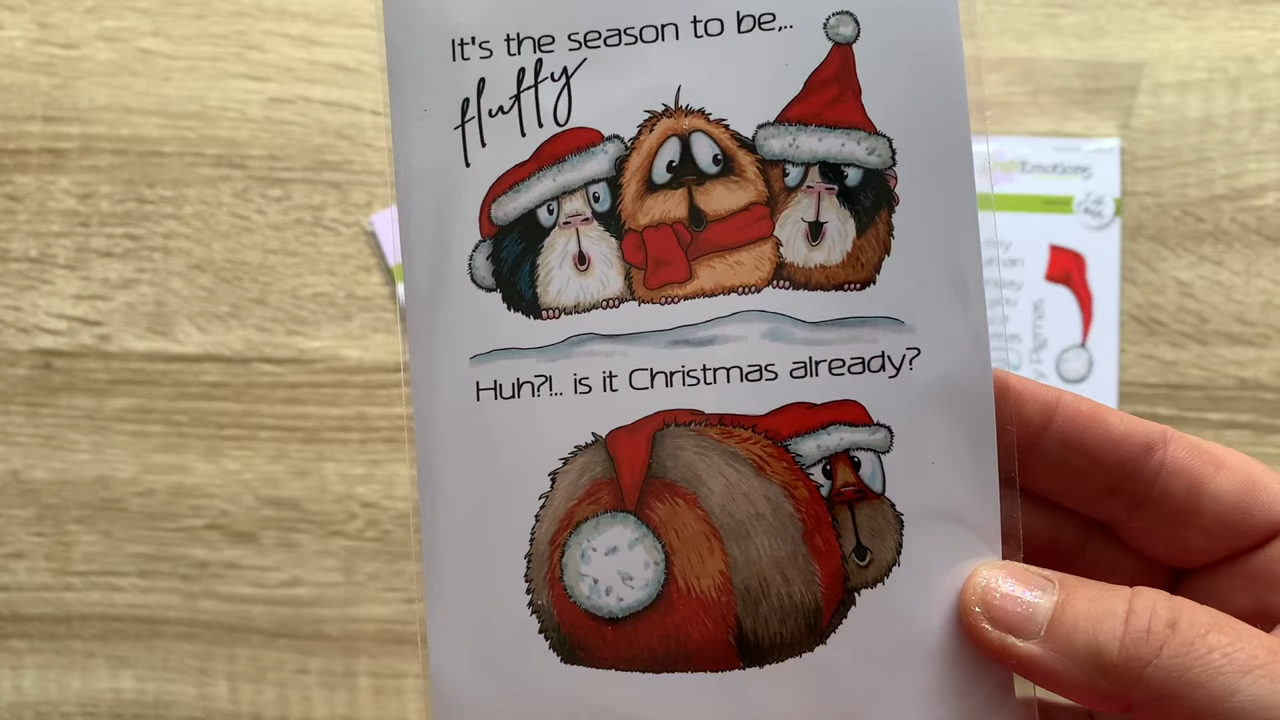 It's the season to be,..
fluffy
Huh?!.. is it Christmas already?